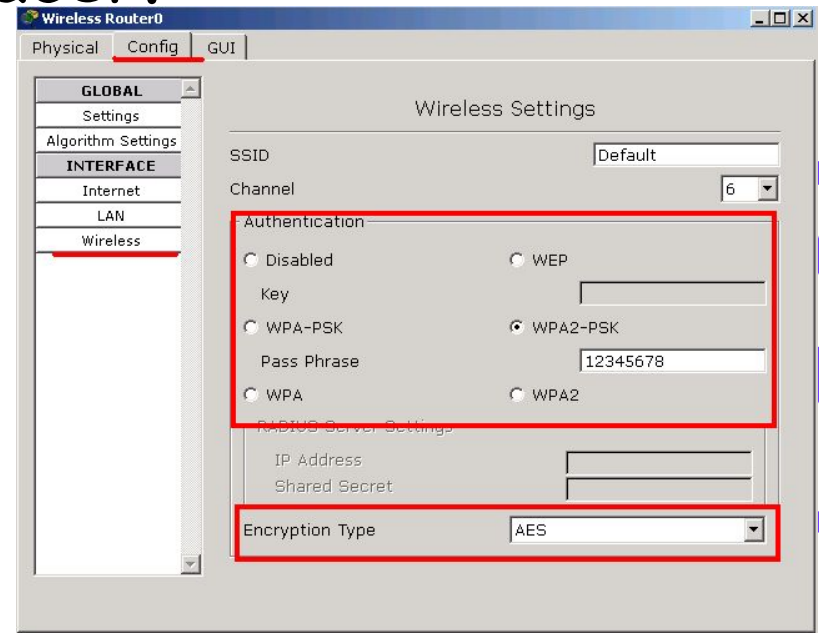 Wireless Router0
Physical Config GUI
GLOBAL
Settings
Algorithm Settings
INTERFACE
Internet
LAN
Wireless
Wireless Settings
SSID Default
Channel 6
Authentication
Disabled WEP
Key
WPA-PSK WPA2-PSK
Pass Phrase 12345678
WPA WPA2
RADIUS Server Settings
IP Address
Shared Secret
Encryption Type AES